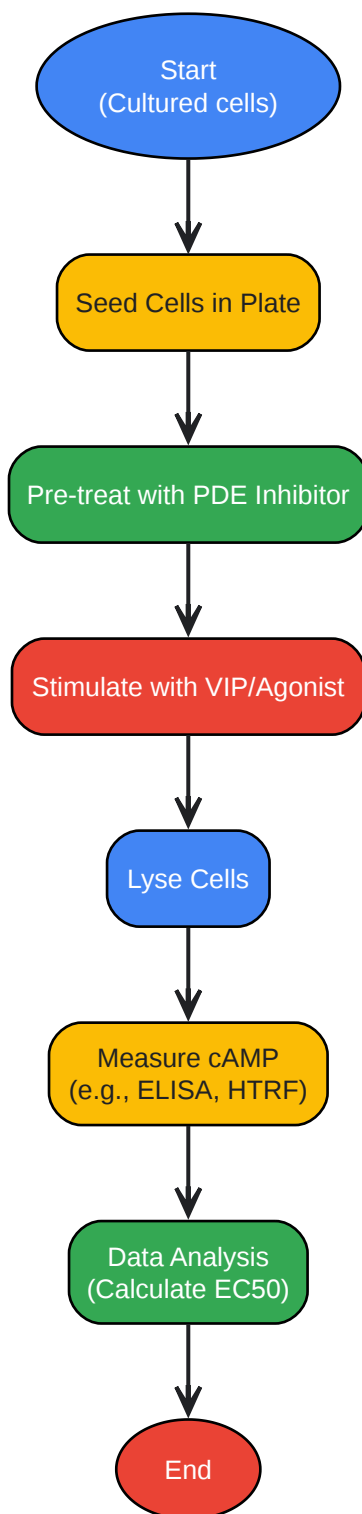 Start
(Cultured cells)
Seed Cells in Plate
Pre-treat with PDE Inhibitor
Stimulate with VIP/Agonist
Lyse Cells
Measure cAMP
(e.g., ELISA, HTRF)
Data Analysis
(Calculate EC50)
End